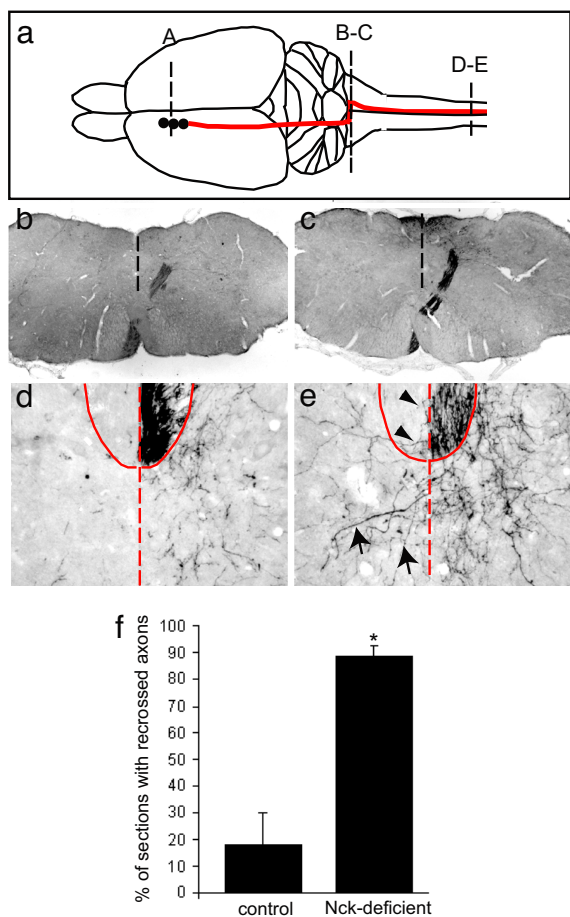 a
A
B-C
D-E
b
c
d
e
f
% of sections with recrossed axons
100
90
80
70
60
50
40
30
20
10
0
*
control
Nck-deficient